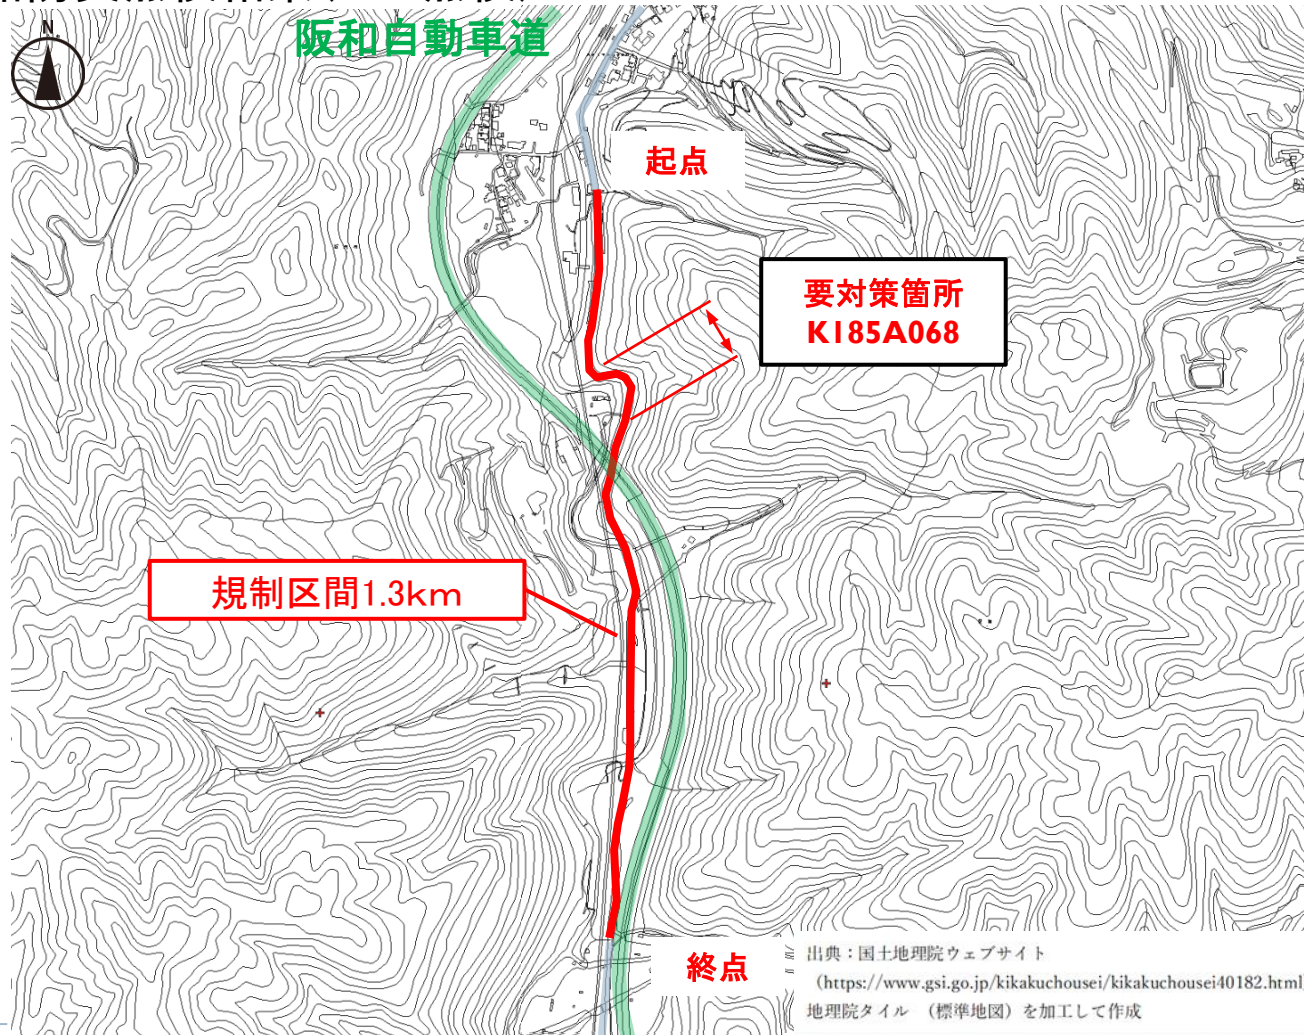 N
阪和自動車道
起点
要対策箇所
K185A068
規制区間1.3km
終点
出典：国土地理院ウェブサイト
（https://www.gsi.go.jp/kikakuchousei/kikakuchousei40182.html
地理院タイル （標準地図）を加工して作成